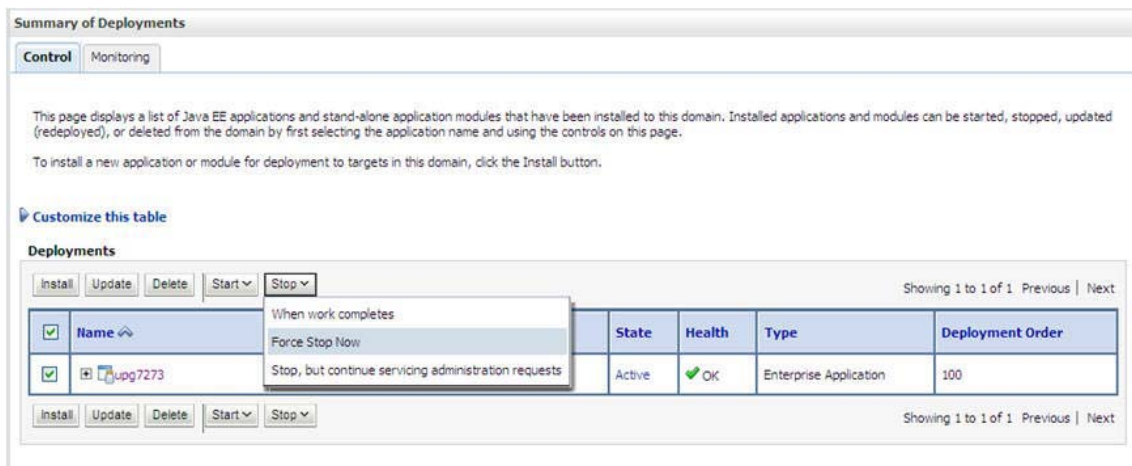 Summary of Deployments
Control Monitoring
This page displays a list of Java EE applications and stand-alone application modules that have been installed to this domain. Installed applications and modules can be started, stopped, updated
(redeployed), or deleted from the domain by first selecting the application name and using the controls on this page.
To install a new application or module for deployment to targets in this domain, click the Install button.
Customize this table
Deployments
Install Update Delete Start Stop Showing 1 to 1 of 1 Previous | Next
When work completes
Name State Health Type Deployment Order
Force Stop Now
upg7273 Active OK Enterprise Application 100
Stop, but continue servicing administration requests
Install Update Delete Start Stop Showing 1 to 1 of 1 Previous | Next